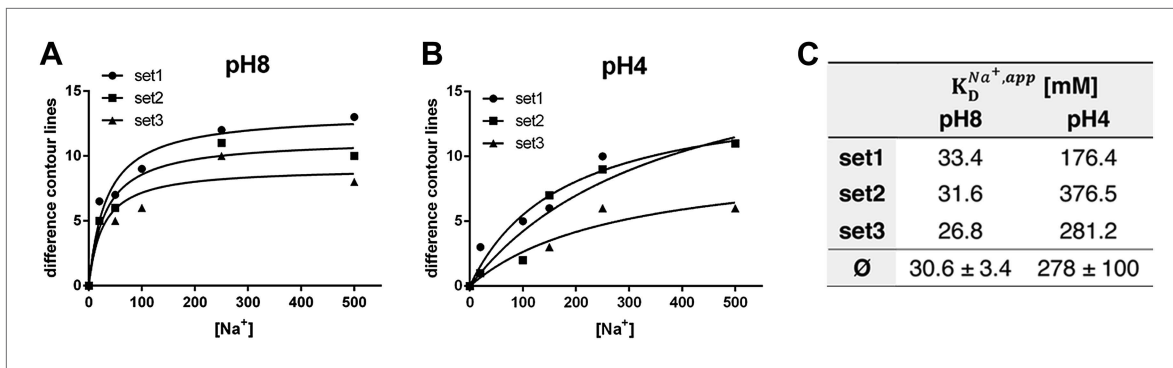 A
pH8
set1
set2
set3
15
10
5
0
difference contour lines
0 100 200 300 400 500
[Na⁺]
B
pH4
set1
set2
set3
15
10
5
0
difference contour lines
0 100 200 300 400 500
[Na⁺]
C
K_D^{Na⁺,app} [mM]
pH8 pH4
set1 33.4 176.4
set2 31.6 376.5
set3 26.8 281.2
Ø 30.6 ± 3.4 278 ± 100